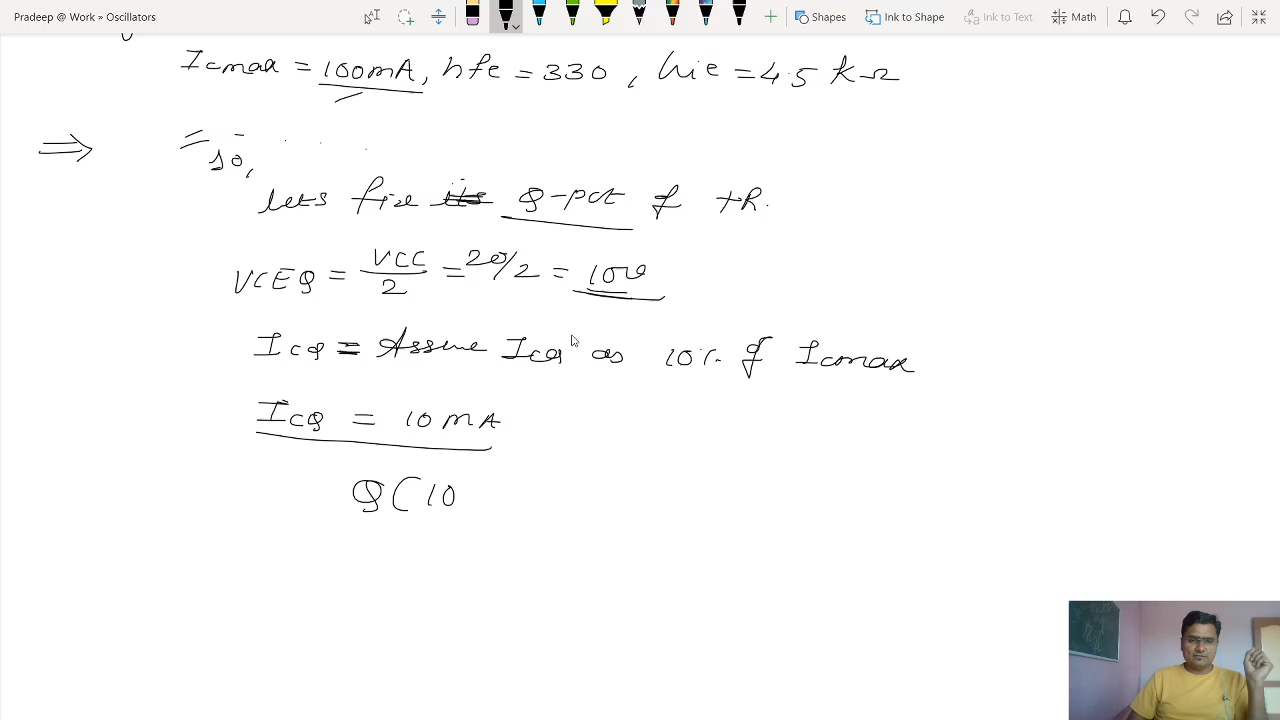 Pradeep @ Work » Oscillators
Shapes
Ink to Shape
Ink to Text
Math
Icmax = 100mA, hfe = 330, hie = 4.5 kΩ
⇒ so,
lets fix its Q-pt of tR.
VCEQ = VCC/2 = 20/2 = 10v
ICQ = Assume ICQ as 10% of Icmax
ICQ = 10 mA
Q(10